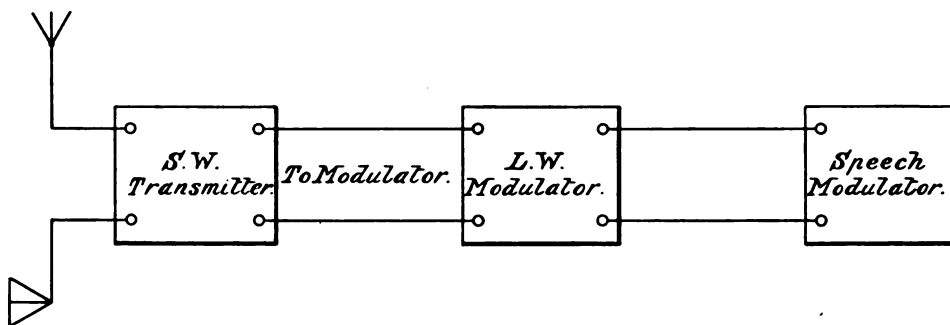 S.W.
Transmitter.
To Modulator.
L.W.
Modulator.
Speech
Modulator.